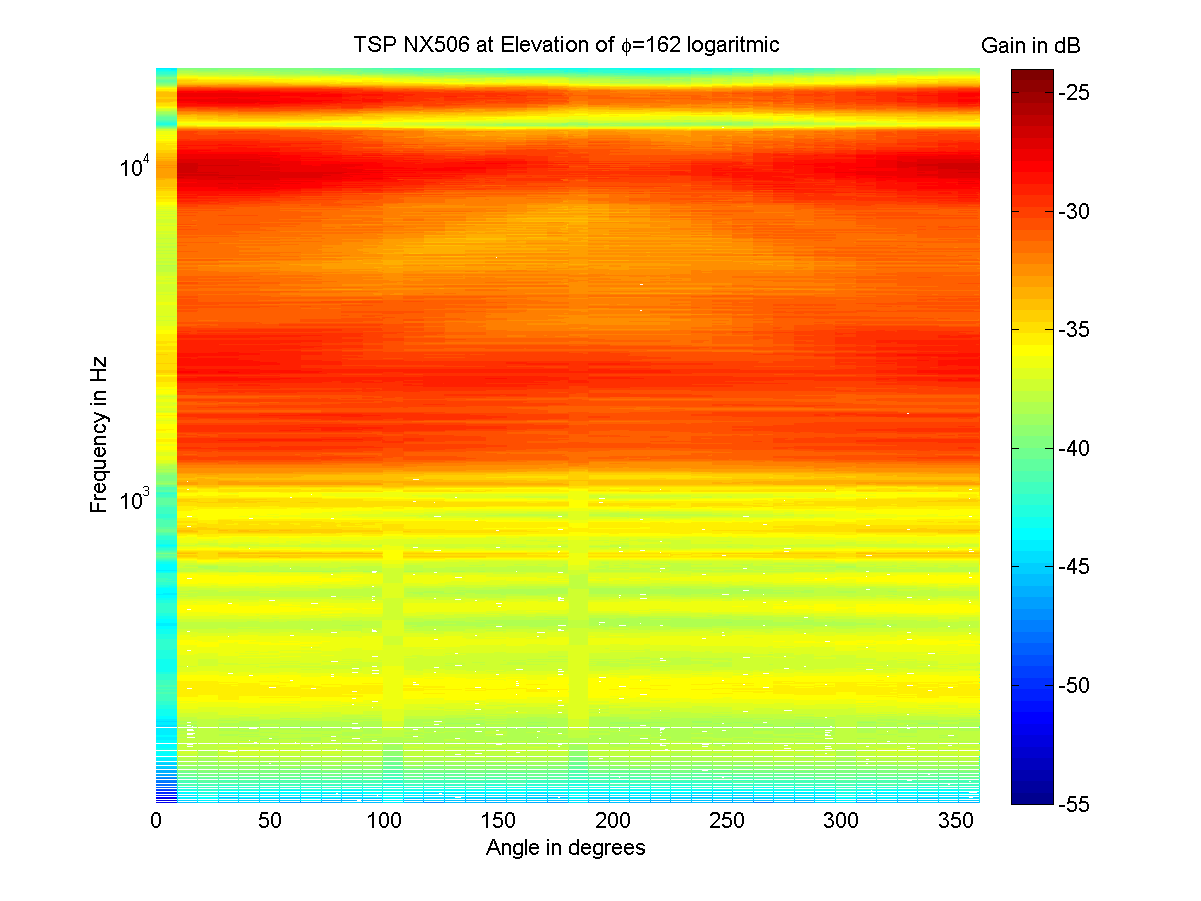 TSP NX506 at Elevation of ϕ=162 logaritmic
Gain in dB
-25
-30
-35
-40
-45
-50
-55
10^4
10^3
Frequency in Hz
0 50 100 150 200 250 300 350
Angle in degrees